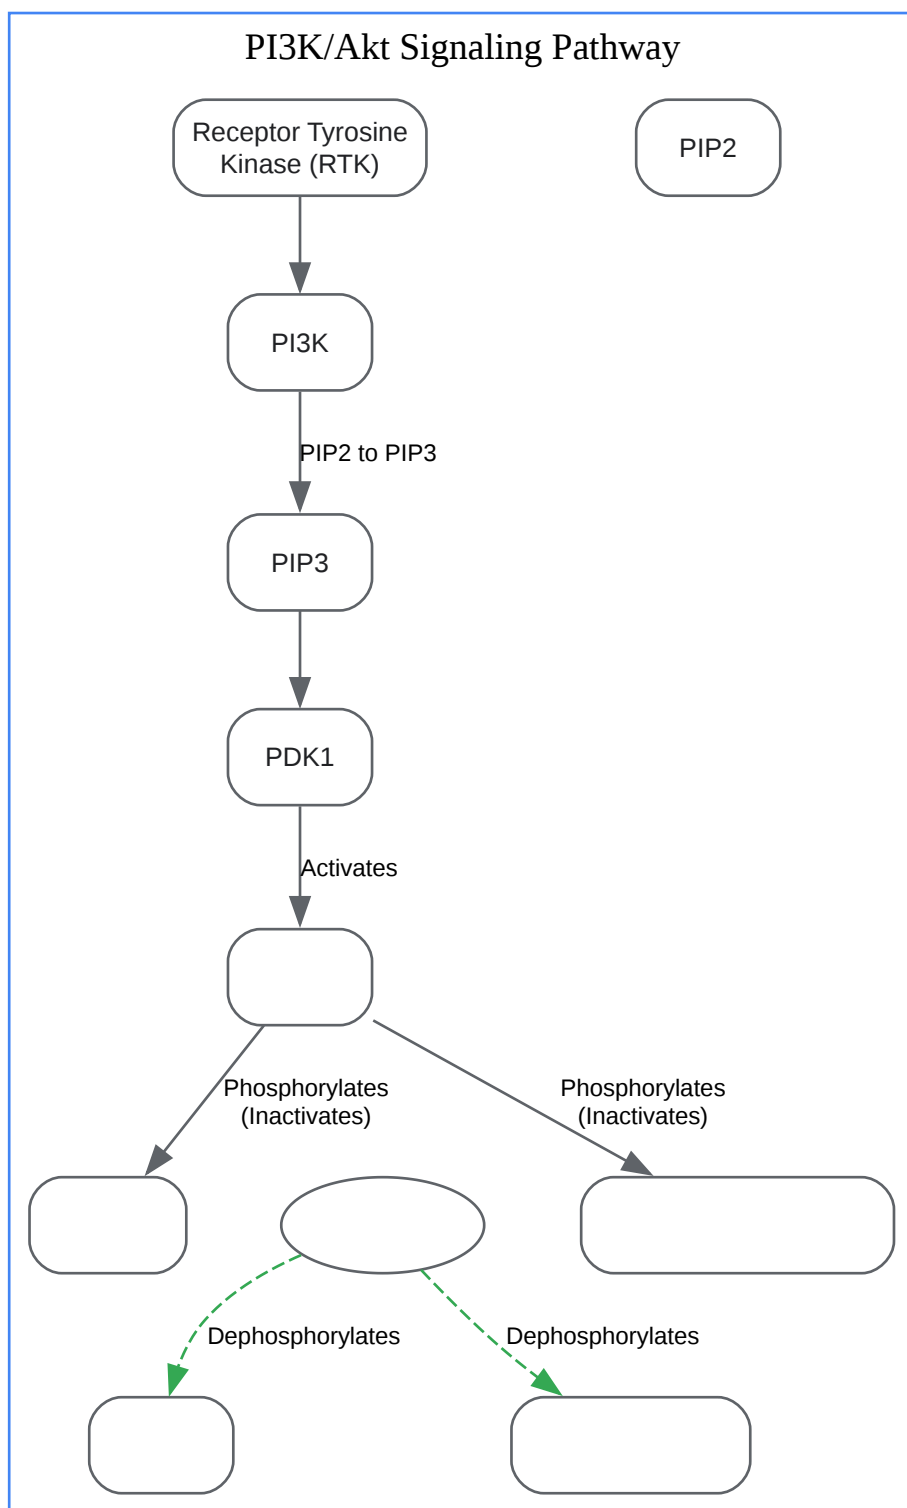 PI3K/Akt Signaling Pathway
Receptor Tyrosine
Kinase (RTK)
PIP2
PI3K
PIP2 to PIP3
PIP3
PDK1
Activates
Phosphorylates
(Inactivates)
Phosphorylates
(Inactivates)
Dephosphorylates
Dephosphorylates